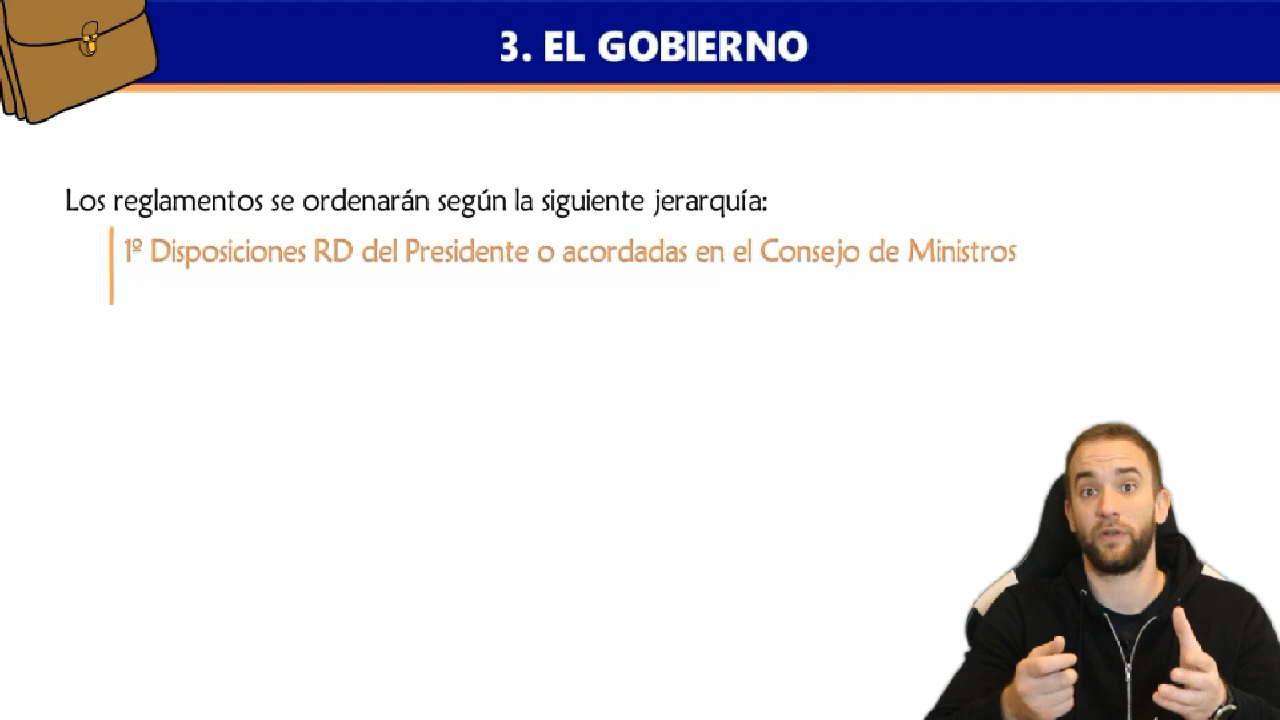 3. EL GOBIERNO
Los reglamentos se ordenarán según la siguiente jerarquía:
1º Disposiciones RD del Presidente o acordadas en el Consejo de Ministros